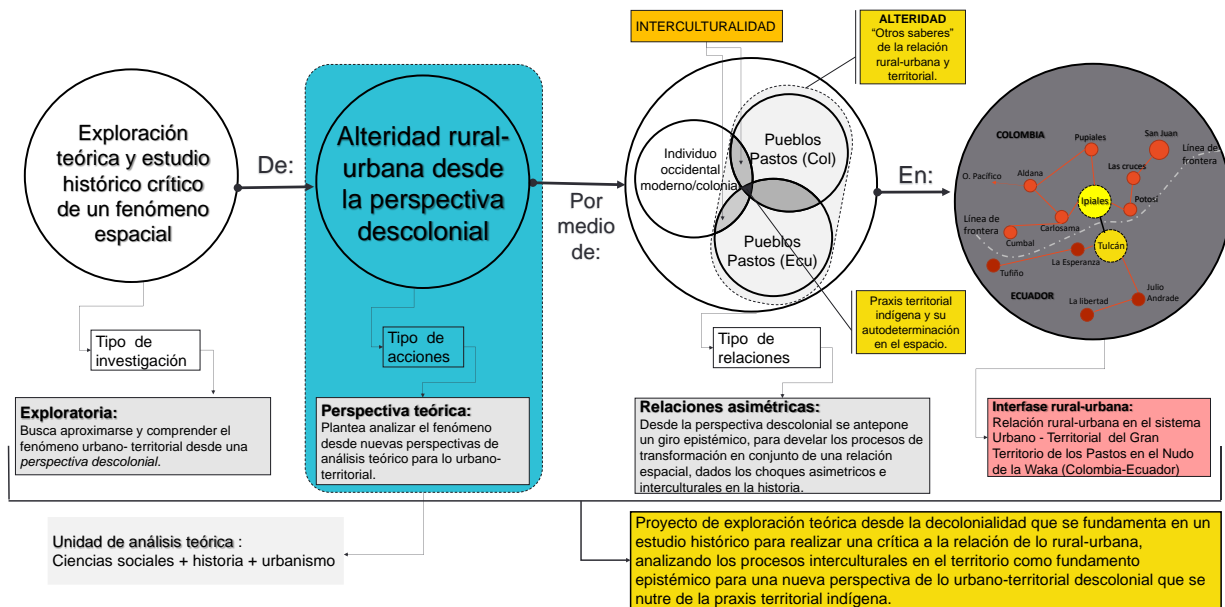 INTERCULTURALIDAD
ALTERIDAD
“Otros saberes”
de la relación
rural-urbana y
territorial.
Exploración
teórica y estudio
histórico crítico
de un fenómeno
espacial
De:
Alteridad rural-
urbana desde
la perspectiva
descolonial
Por
medio
de:
Individuo
occidental
moderno/colonial
Pueblos
Pastos (Col)
Pueblos
Pastos (Ecu)
En:
COLOMBIA
Pupiales
San Juan
Línea de
frontera
Las cruces
O. Pacífico
Aldana
Ipiales
Potosí
Línea de
frontera
Carlosama
Cumbal
Tulcán
La Esperanza
Tufiño
Julio
Andrade
ECUADOR
La libertad
Praxis territorial
indígena y su
autodeterminación
en el espacio.
Tipo de
investigación
Tipo de
acciones
Tipo de
relaciones
Exploratoria:
Busca aproximarse y comprender el
fenómeno urbano- territorial desde una
perspectiva descolonial.
Perspectiva teórica:
Plantea analizar el fenómeno
desde nuevas perspectivas de
análisis teórico para lo urbano-
territorial.
Relaciones asimétricas:
Desde la perspectiva descolonial se antepone
un giro epistémico, para develar los procesos de
transformación en conjunto de una relación
espacial, dados los choques asimetricos e
interculturales en la historia.
Interfase rural-urbana:
Relación rural-urbana en el sistema
Urbano - Territorial del Gran
Territorio de los Pastos en el Nudo
de la Waka (Colombia-Ecuador)
Unidad de análisis teórica :
Ciencias sociales + historia + urbanismo
Proyecto de exploración teórica desde la decolonialidad que se fundamenta en un
estudio histórico para realizar una crítica a la relación de lo rural-urbana,
analizando los procesos interculturales en el territorio como fundamento
epistémico para una nueva perspectiva de lo urbano-territorial descolonial que se
nutre de la praxis territorial indígena.